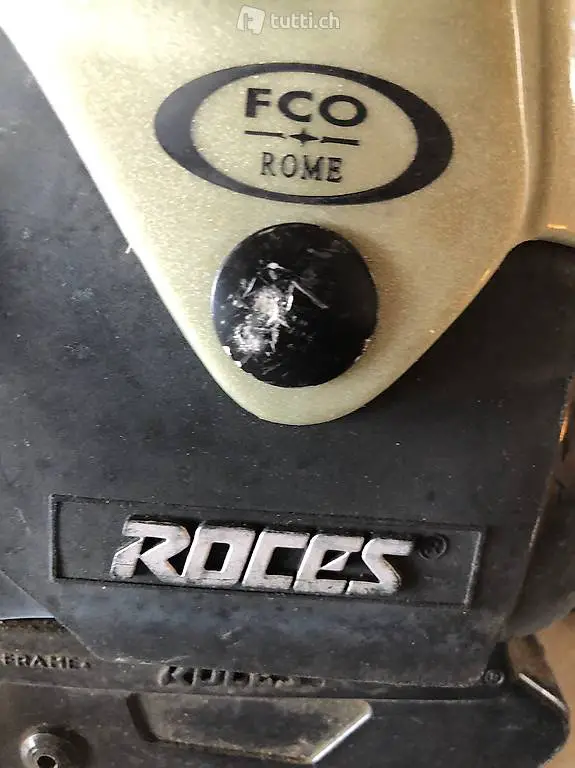 tutti.ch
FCO
ROME
ROCES®
FRAME
®